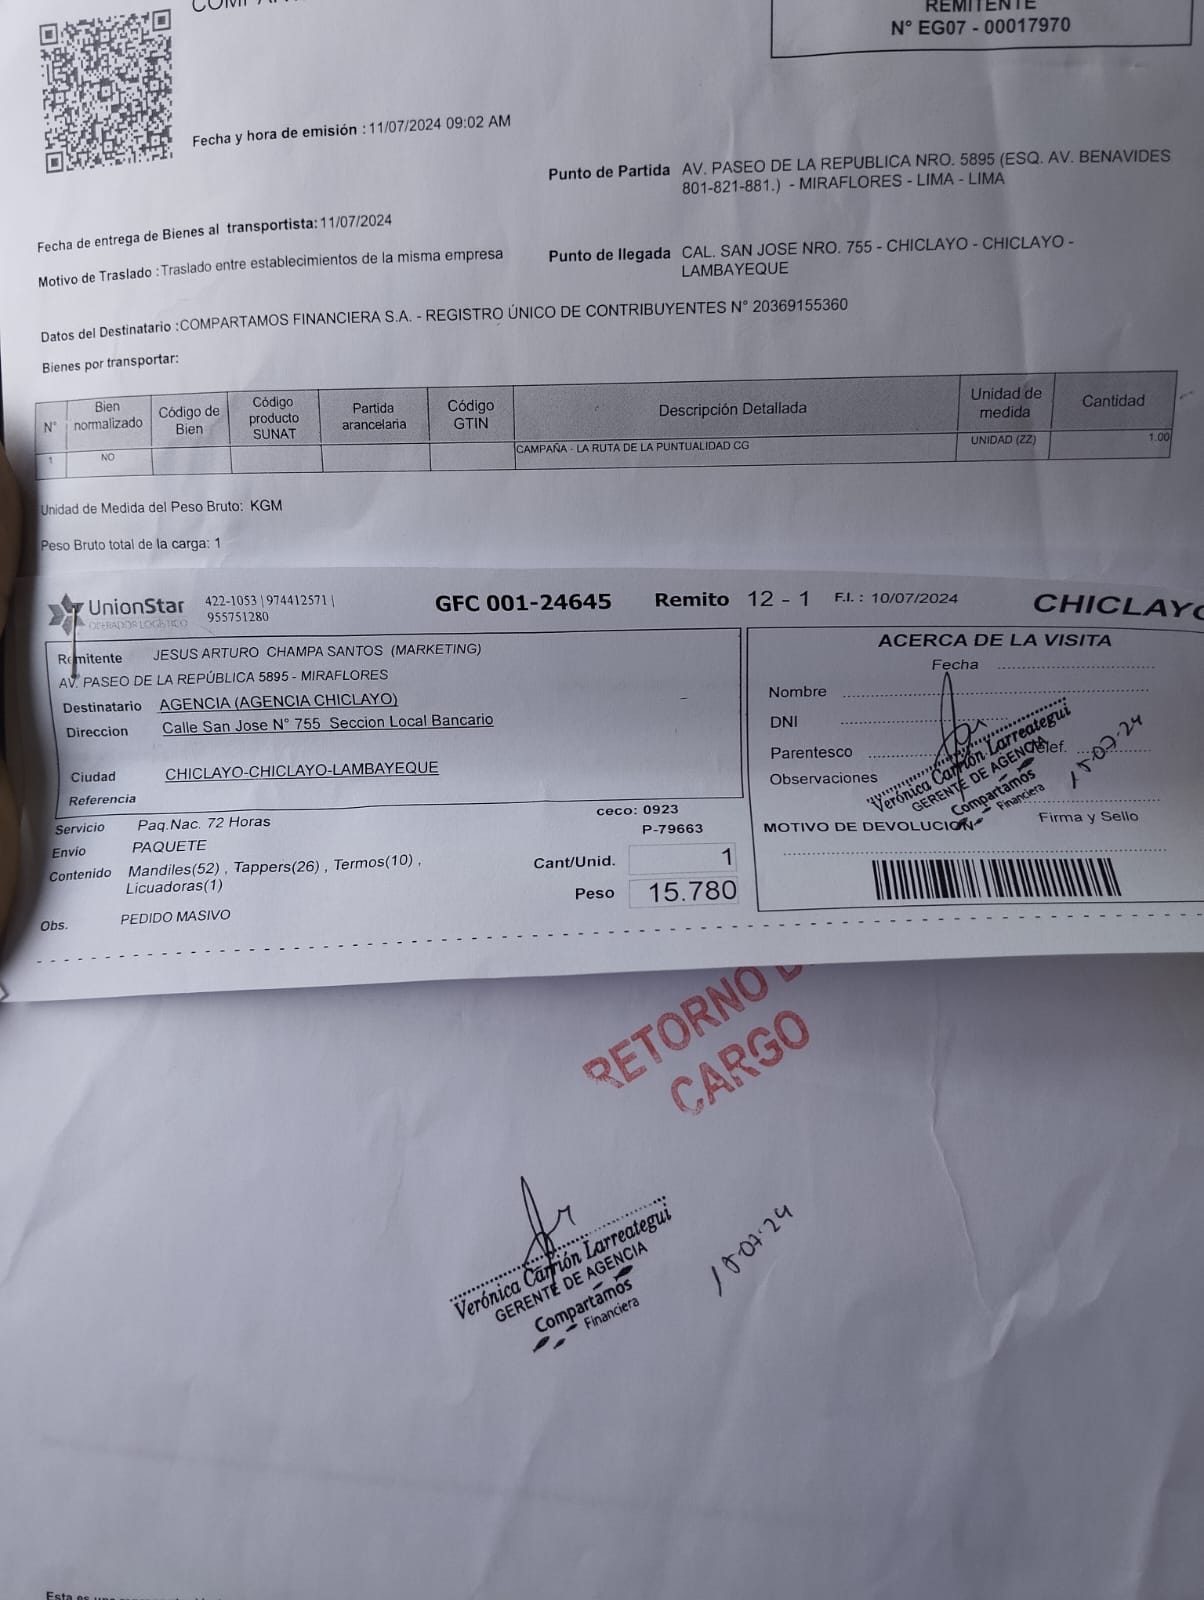 REMITENTE
N° EG07 - 00017970
Fecha y hora de emisión : 11/07/2024 09:02 AM
Punto de Partida AV. PASEO DE LA REPUBLICA NRO. 5895 (ESQ. AV. BENAVIDES
801-821-881.) - MIRAFLORES - LIMA - LIMA
Fecha de entrega de Bienes al transportista: 11/07/2024
Motivo de Traslado : Traslado entre establecimientos de la misma empresa
Punto de llegada CAL. SAN JOSE NRO. 755 - CHICLAYO - CHICLAYO -
LAMBAYEQUE
Datos del Destinatario : COMPARTAMOS FINANCIERA S.A. - REGISTRO ÚNICO DE CONTRIBUYENTES N° 20369155360
Bienes por transportar:
N° Bien normalizado Código de Bien Código producto SUNAT Partida arancelaria Código GTIN Descripción Detallada Unidad de medida Cantidad
1 NO CAMPAÑA - LA RUTA DE LA PUNTUALIDAD CG UNIDAD (ZZ) 1.00
Unidad de Medida del Peso Bruto: KGM
Peso Bruto total de la carga: 1
UnionStar
OPERADOR LOGÍSTICO
422-1053 | 974412571 |
955751280
GFC 001-24645 Remito 12 - 1 F.I. : 10/07/2024 CHICLAYO
Remitente JESUS ARTURO CHAMPA SANTOS (MARKETING)
AV. PASEO DE LA REPÚBLICA 5895 - MIRAFLORES
Destinatario AGENCIA (AGENCIA CHICLAYO)
Direccion Calle San Jose N° 755 Seccion Local Bancario
Ciudad CHICLAYO-CHICLAYO-LAMBAYEQUE
Referencia
Servicio Paq.Nac. 72 Horas
ceco: 0923
Envío PAQUETE
P-79663
Contenido Mandiles(52) , Tappers(26) , Termos(10) ,
Licuadoras(1)
Cant/Unid. 1
Peso 15.780
Obs. PEDIDO MASIVO
ACERCA DE LA VISITA
Fecha
Nombre
DNI
Parentesco Telef.
Observaciones
Verónica Carrión Larreategui
GERENTE DE AGENCIA
Compartamos
Financiera
15-07-24
MOTIVO DE DEVOLUCION
Firma y Sello
RETORNO
CARGO
Verónica Carrión Larreategui
GERENTE DE AGENCIA
Compartamos
Financiera
15-07-24